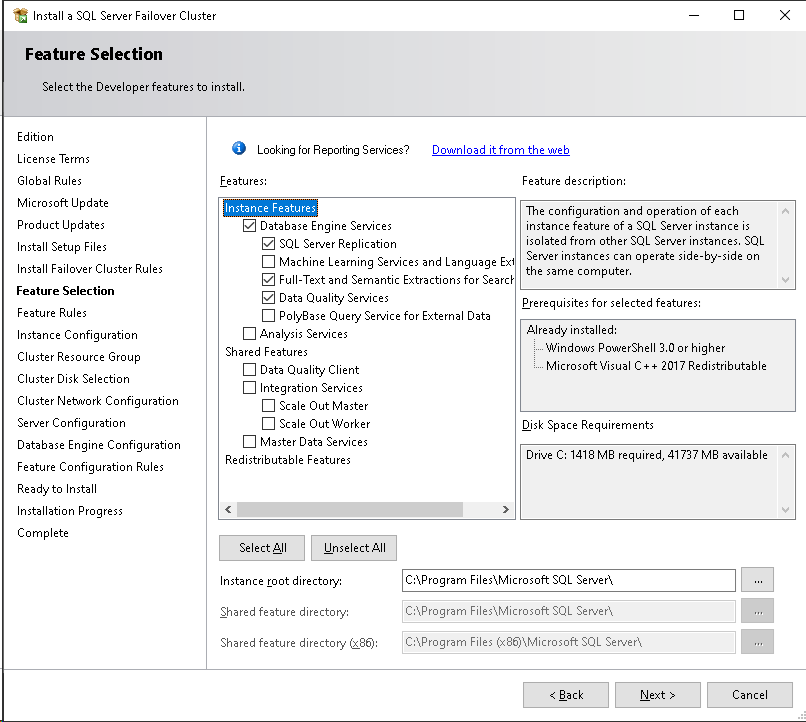 Install a SQL Server Failover Cluster
Feature Selection
Select the Developer features to install.
Edition
License Terms
Global Rules
Microsoft Update
Product Updates
Install Setup Files
Install Failover Cluster Rules
Feature Selection
Feature Rules
Instance Configuration
Cluster Resource Group
Cluster Disk Selection
Cluster Network Configuration
Server Configuration
Database Engine Configuration
Feature Configuration Rules
Ready to Install
Installation Progress
Complete
Looking for Reporting Services? Download it from the web
Features:
Instance Features
Database Engine Services
SQL Server Replication
Machine Learning Services and Language Ext
Full-Text and Semantic Extractions for Search
Data Quality Services
PolyBase Query Service for External Data
Analysis Services
Shared Features
Data Quality Client
Integration Services
Scale Out Master
Scale Out Worker
Master Data Services
Redistributable Features
Feature description:
The configuration and operation of each
instance feature of a SQL Server instance is
isolated from other SQL Server instances. SQL
Server instances can operate side-by-side on
the same computer.
Prerequisites for selected features:
Already installed:
Windows PowerShell 3.0 or higher
Microsoft Visual C++ 2017 Redistributable
Disk Space Requirements
Drive C: 1418 MB required, 41737 MB available
Select All Unselect All
Instance root directory: C:\Program Files\Microsoft SQL Server\ ...
Shared feature directory: C:\Program Files\Microsoft SQL Server\ ...
Shared feature directory (x86): C:\Program Files (x86)\Microsoft SQL Server\ ...
< Back Next > Cancel